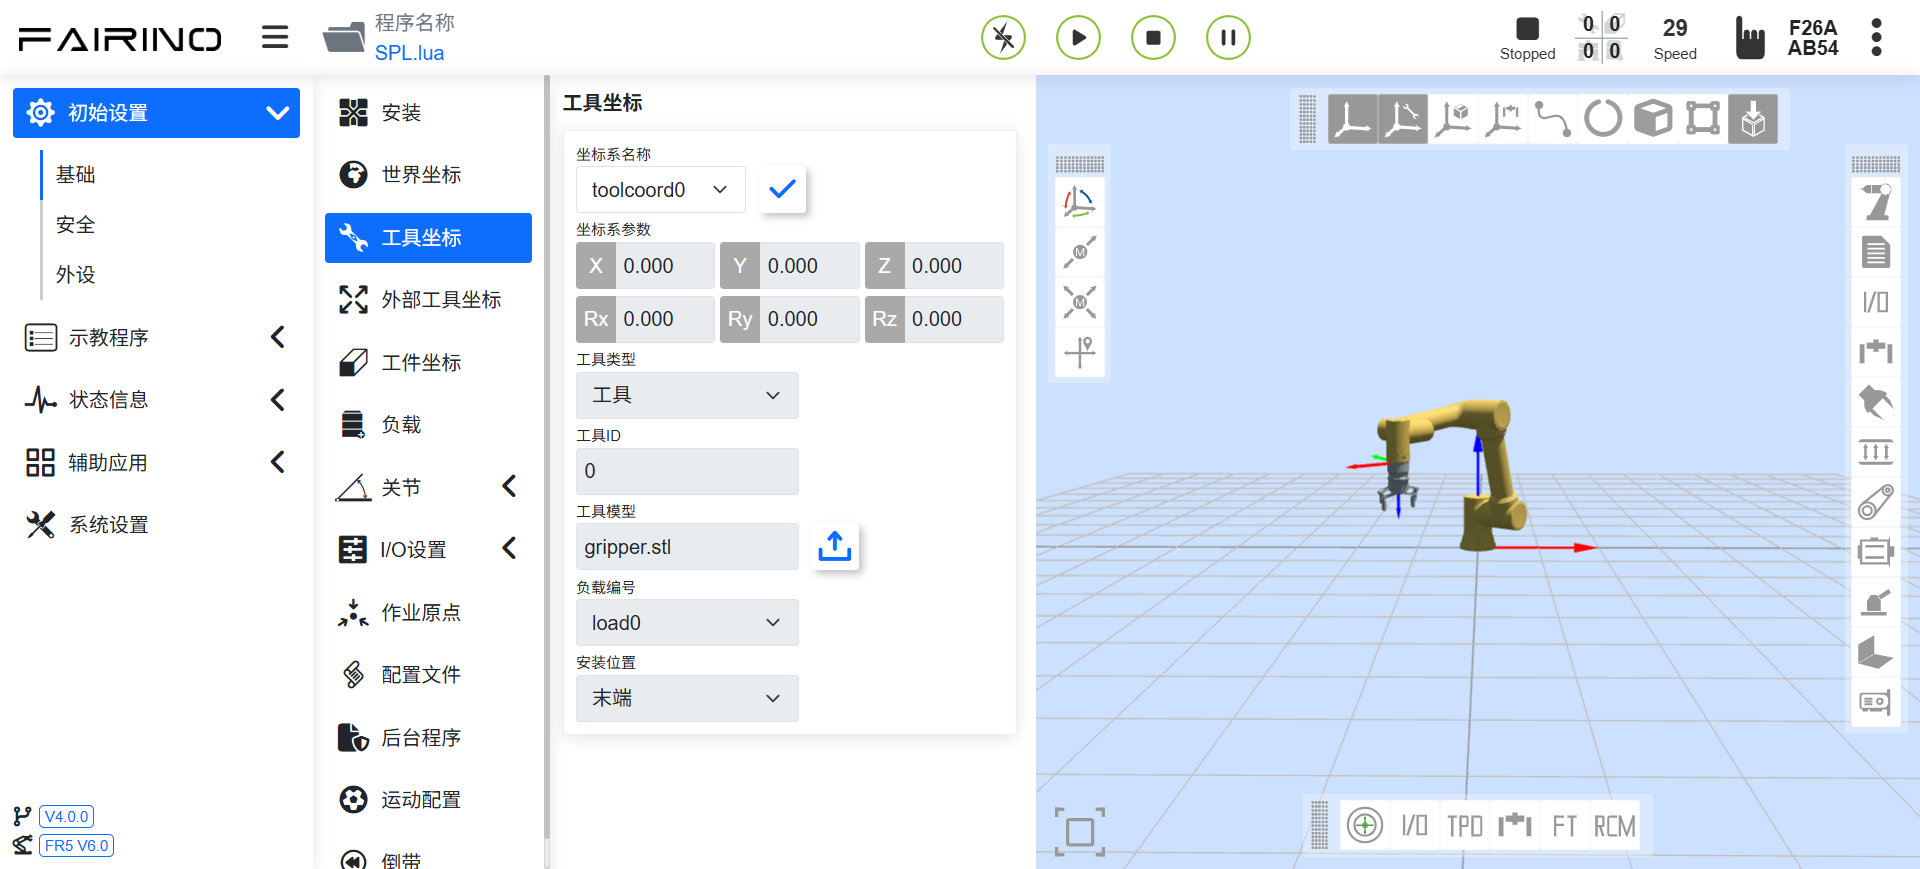 FAIRINO
程序名称
SPL.lua
Stopped
0 0
0 0
29
Speed
F26A
AB54
初始设置
基础
安全
外设
示教程序
状态信息
辅助应用
系统设置
V4.0.0
FR5 V6.0
安装
世界坐标
工具坐标
外部工具坐标
工件坐标
负载
关节
I/O设置
作业原点
配置文件
后台程序
运动配置
倒带
工具坐标
坐标系名称
toolcoord0
坐标系参数
X 0.000 Y 0.000 Z 0.000
Rx 0.000 Ry 0.000 Rz 0.000
工具类型
工具
工具ID
0
工具模型
gripper.stl
负载编号
load0
安装位置
末端
M
M
I/O
I/O TPD FT RCM